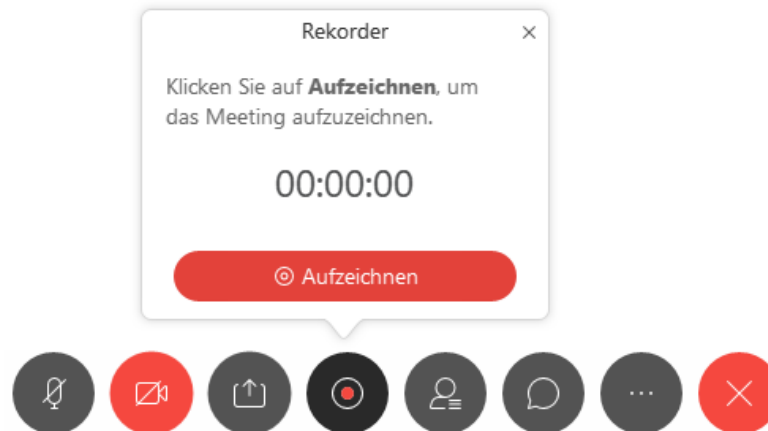 Rekorder
Klicken Sie auf Aufzeichnen, um
das Meeting aufzuzeichnen.
00:00:00
Aufzeichnen